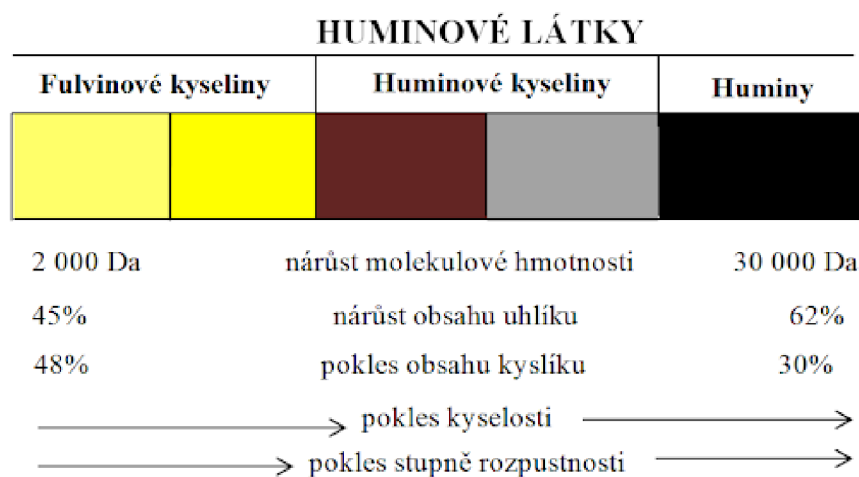 HUMINOVÉ LÁTKY
Fulvinové kyseliny Huminové kyseliny Huminy
2 000 Da nárůst molekulové hmotnosti 30 000 Da
45% nárůst obsahu uhlíku 62%
48% pokles obsahu kyslíku 30%
pokles kyselosti
pokles stupně rozpustnosti